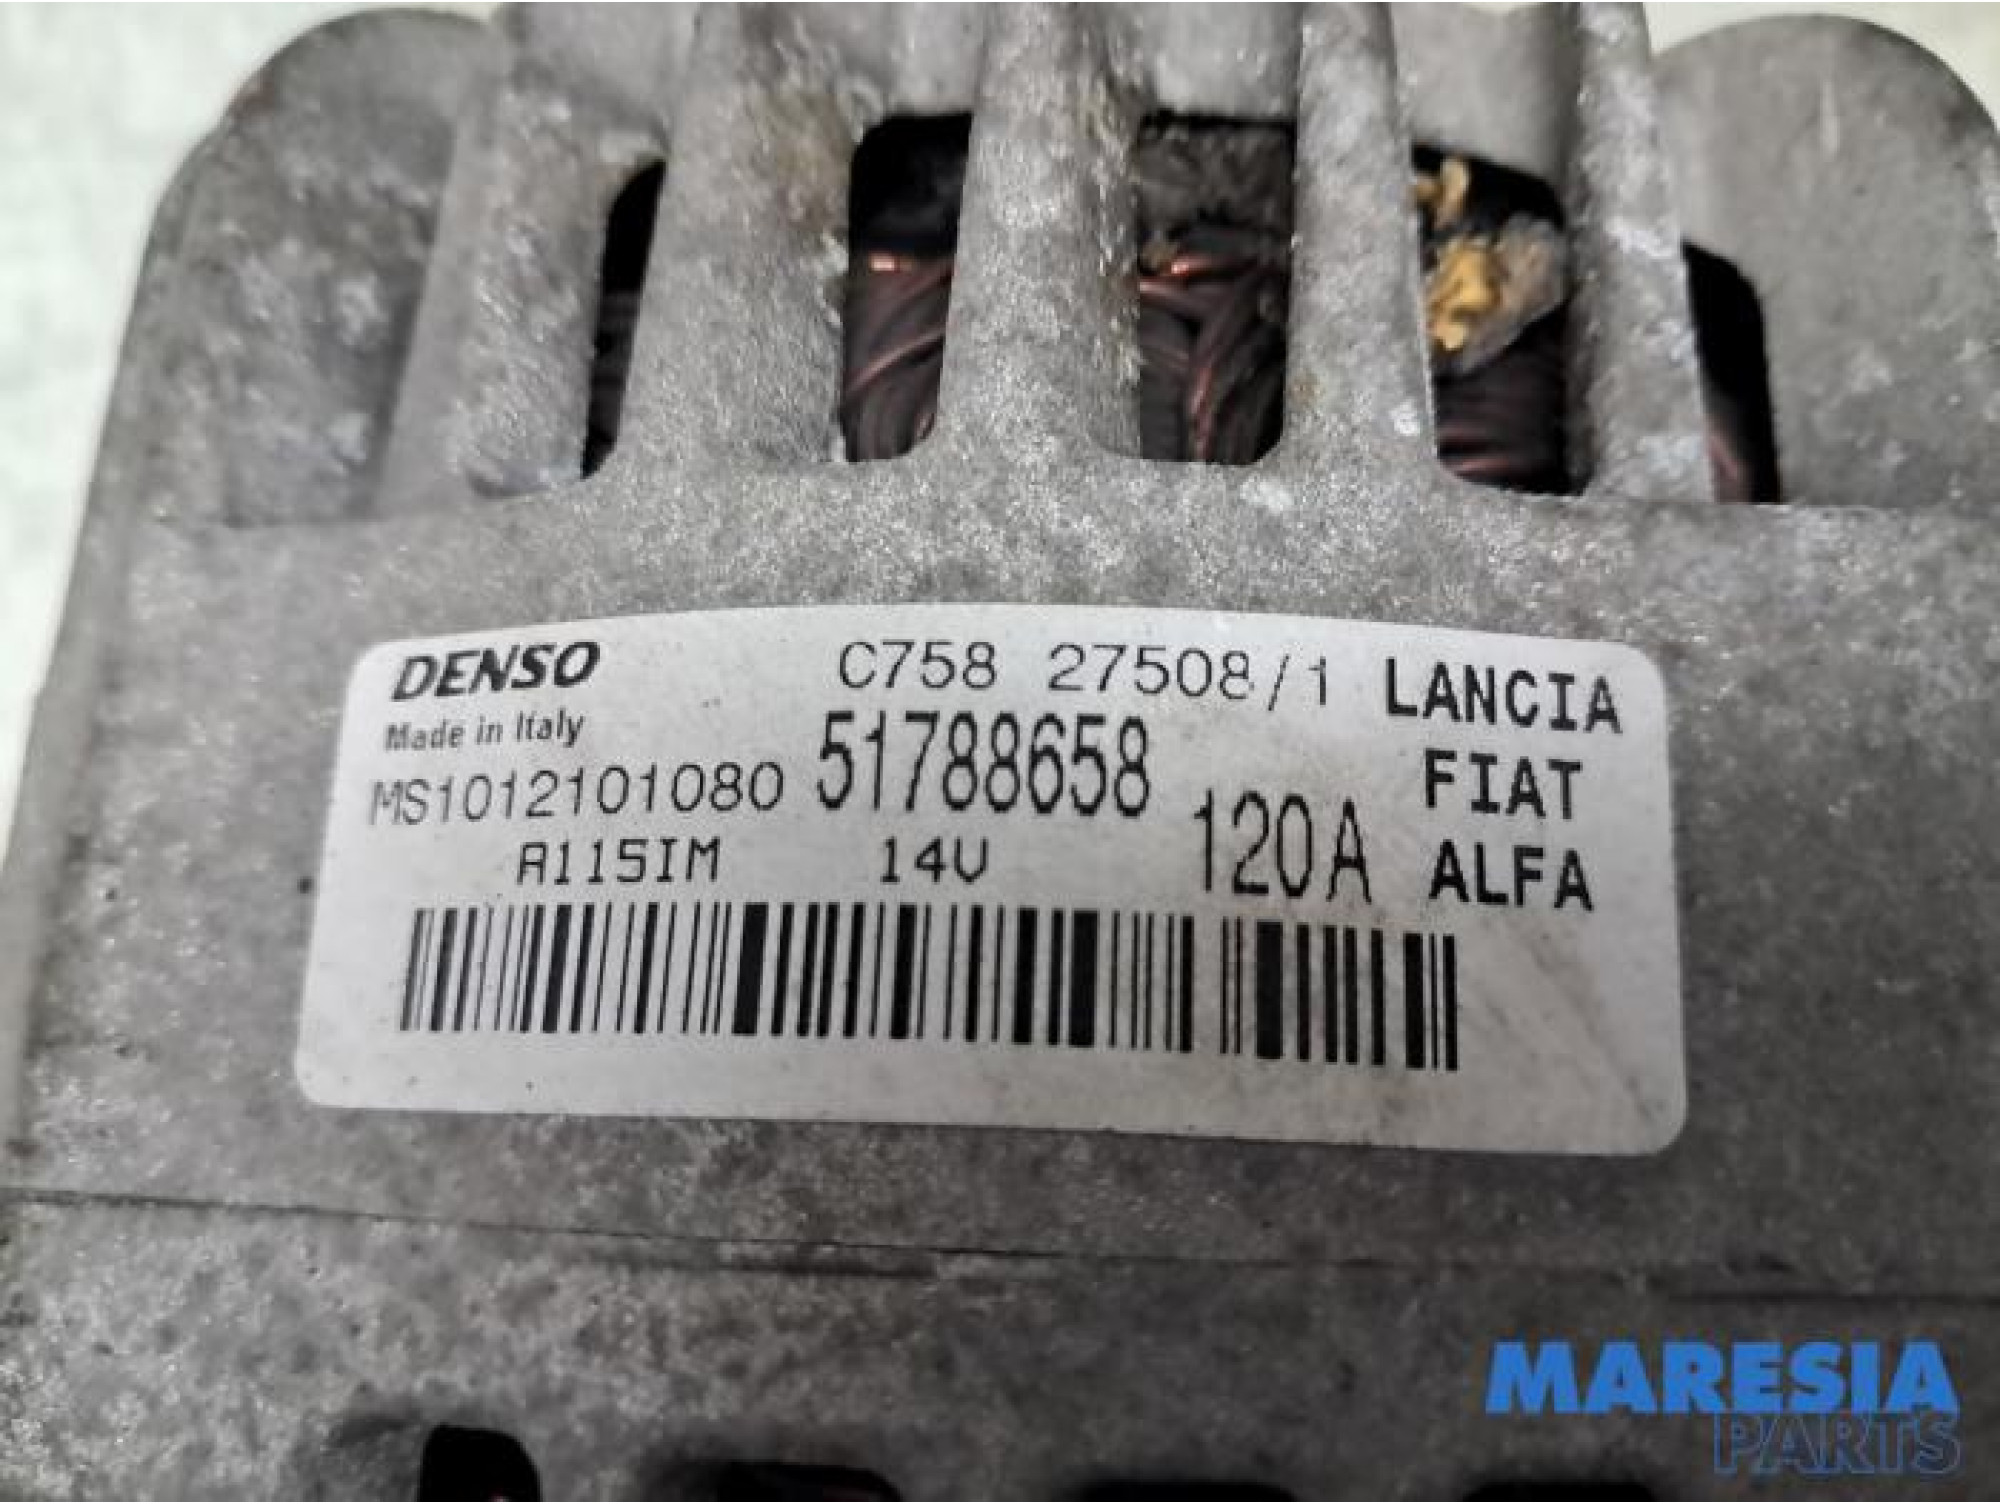 DENSO C758 27508/1 LANCIA
Made in Italy
MS1012101080 51788658 FIAT
A115IM 14V 120A ALFA
MARESIA
PARTS